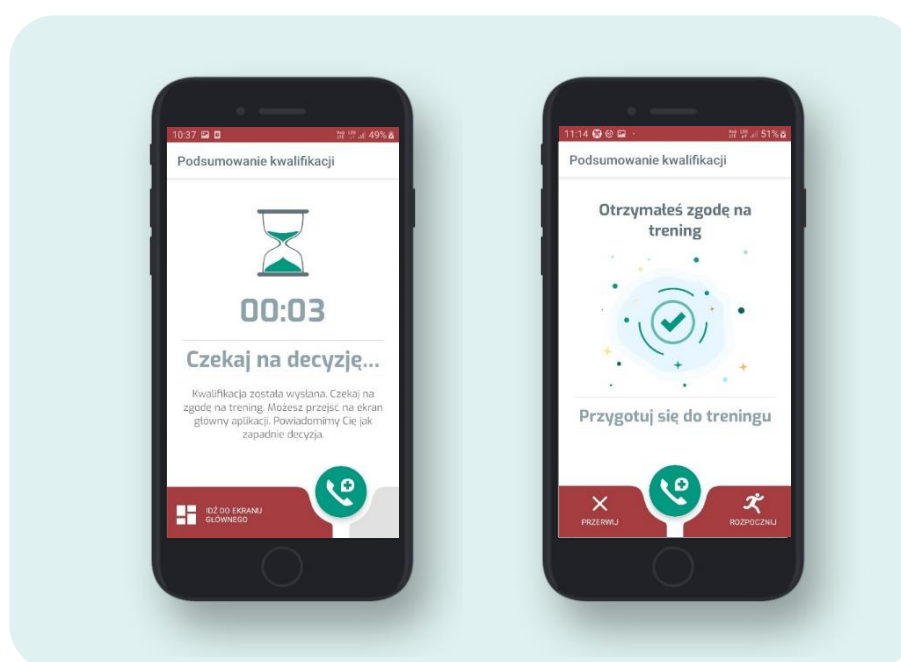 10:37
49%
Podsumowanie kwalifikacji
00:03
Czekaj na decyzję...
Kwalifikacja została wysłana. Czekaj na
zgodę na trening. Możesz przejść na ekran
główny aplikacji. Powiadomimy Cię jak
zapadnie decyzja.
IDŹ DO EKRANU
GŁÓWNEGO
11:14
51%
Podsumowanie kwalifikacji
Otrzymałeś zgodę na
trening
Przygotuj się do treningu
PRZERWIJ
ROZPOCZNIJ